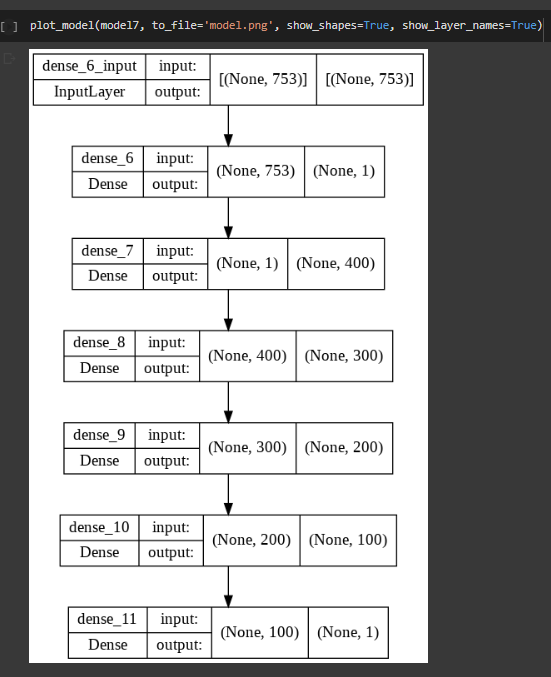 [ ] plot_model(model7, to_file='model.png', show_shapes=True, show_layer_names=True)
dense_6_input input: [(None, 753)] [(None, 753)]
InputLayer output:
dense_6 input: (None, 753) (None, 1)
Dense output:
dense_7 input: (None, 1) (None, 400)
Dense output:
dense_8 input: (None, 400) (None, 300)
Dense output:
dense_9 input: (None, 300) (None, 200)
Dense output:
dense_10 input: (None, 200) (None, 100)
Dense output:
dense_11 input: (None, 100) (None, 1)
Dense output: